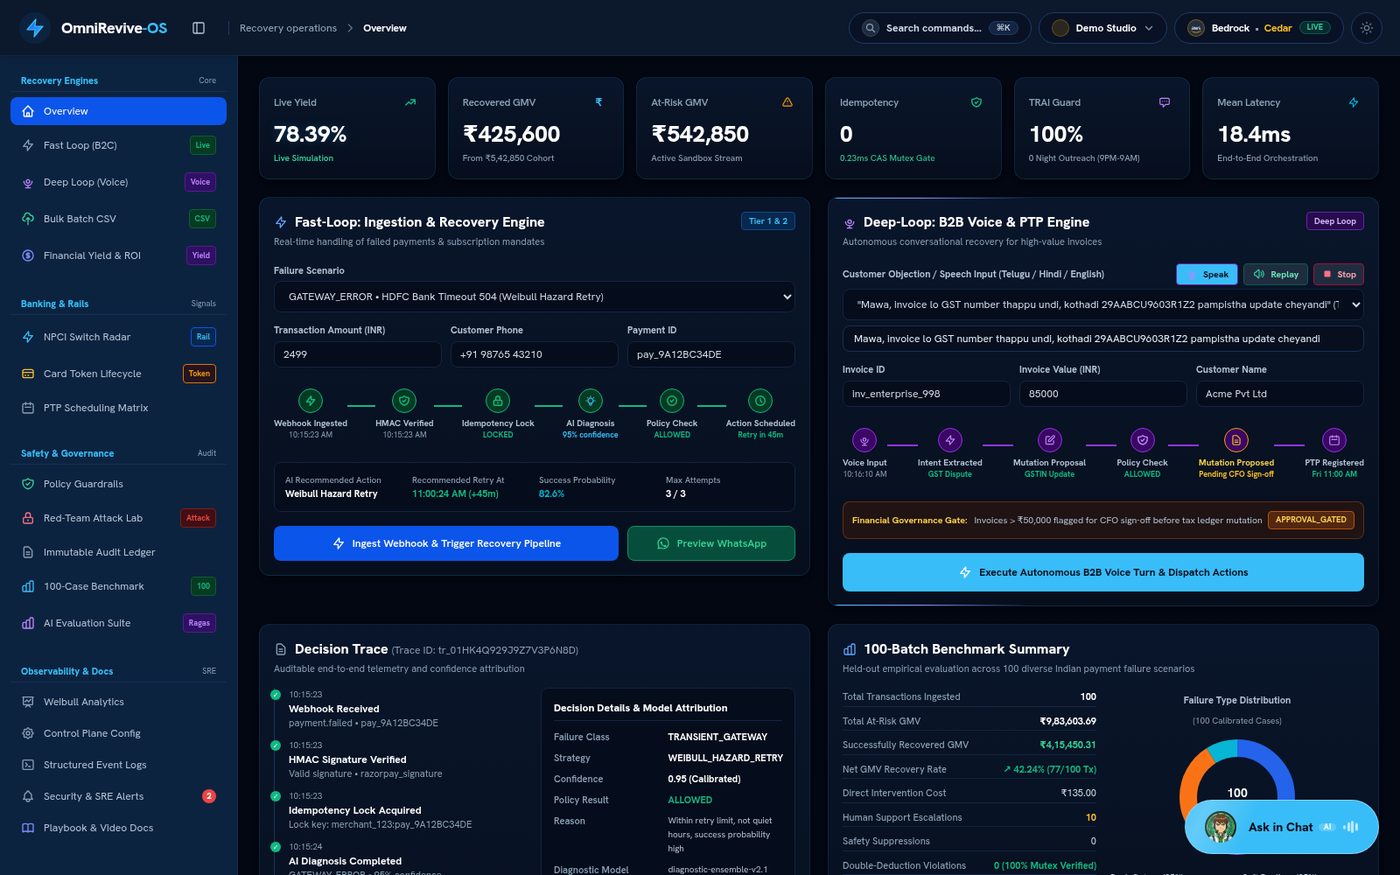 OmniRevive-OS
Recovery operations > Overview
Search commands... ⌘K
Demo Studio
Bedrock • Cedar LIVE
Recovery Engines Core
Overview
Fast Loop (B2C) Live
Deep Loop (Voice) Voice
Bulk Batch CSV CSV
Financial Yield & ROI Yield
Banking & Rails Signals
NPCI Switch Radar Rail
Card Token Lifecycle Token
PTP Scheduling Matrix
Safety & Governance Audit
Policy Guardrails
Red-Team Attack Lab Attack
Immutable Audit Ledger
100-Case Benchmark 100
AI Evaluation Suite Ragas
Observability & Docs SRE
Weibull Analytics
Control Plane Config
Structured Event Logs
Security & SRE Alerts 2
Playbook & Video Docs
Live Yield
78.39%
Live Simulation
Recovered GMV ₹
₹425,600
From ₹5,42,850 Cohort
At-Risk GMV
₹542,850
Active Sandbox Stream
Idempotency
0
0.23ms CAS Mutex Gate
TRAI Guard
100%
0 Night Outreach (9PM-9AM)
Mean Latency
18.4ms
End-to-End Orchestration
Fast-Loop: Ingestion & Recovery Engine Tier 1 & 2
Real-time handling of failed payments & subscription mandates
Failure Scenario
GATEWAY_ERROR • HDFC Bank Timeout 504 (Weibull Hazard Retry)
Transaction Amount (INR) Customer Phone Payment ID
2499 +91 98765 43210 pay_9A12BC34DE
Webhook Ingested HMAC Verified Idempotency Lock AI Diagnosis Policy Check Action Scheduled
10:15:23 AM 10:15:23 AM LOCKED 95% confidence ALLOWED Retry in 45m
AI Recommended Action Recommended Retry At Success Probability Max Attempts
Weibull Hazard Retry 11:00:24 AM (+45m) 82.6% 3 / 3
Ingest Webhook & Trigger Recovery Pipeline
Preview WhatsApp
Deep-Loop: B2B Voice & PTP Engine Deep Loop
Autonomous conversational recovery for high-value invoices
Customer Objection / Speech Input (Telugu / Hindi / English) Speak Replay Stop
"Mawa, invoice lo GST number thappu undi, kothadi 29AABCU9603R1Z2 pampistha update cheyandi" (T
Mawa, invoice lo GST number thappu undi, kothadi 29AABCU9603R1Z2 pampistha update cheyandi
Invoice ID Invoice Value (INR) Customer Name
inv_enterprise_998 85000 Acme Pvt Ltd
Voice Input Intent Extracted Mutation Proposal Policy Check Mutation Proposed PTP Registered
10:16:10 AM GST Dispute GSTIN Update ALLOWED Pending CFO Sign-off Fri 11:00 AM
Financial Governance Gate: Invoices > ₹50,000 flagged for CFO sign-off before tax ledger mutation APPROVAL_GATED
Execute Autonomous B2B Voice Turn & Dispatch Actions
Decision Trace (Trace ID: tr_01HK4Q929J9Z7V3P6N8D)
Auditable end-to-end telemetry and confidence attribution
10:15:23
Webhook Received
payment.failed • pay_9A12BC34DE
10:15:23
HMAC Signature Verified
Valid signature • razorpay_signature
10:15:23
Idempotency Lock Acquired
Lock key: merchant_123:pay_9A12BC34DE
10:15:24
AI Diagnosis Completed
GATEWAY_ERROR • 95% confidence
Decision Details & Model Attribution
Failure Class TRANSIENT_GATEWAY
Strategy WEIBULL_HAZARD_RETRY
Confidence 0.95 (Calibrated)
Policy Result ALLOWED
Reason Within retry limit, not quiet
hours, success probability
high
Diagnostic Model diagnostic-ensemble-v2.1
100-Batch Benchmark Summary
Held-out empirical evaluation across 100 diverse Indian payment failure scenarios
Total Transactions Ingested 100
Total At-Risk GMV ₹9,83,603.69
Successfully Recovered GMV ₹4,15,450.31
Net GMV Recovery Rate ↗ 42.24% (77/100 Tx)
Direct Intervention Cost ₹135.00
Human Support Escalations 10
Safety Suppressions 0
Double-Deduction Violations 0 (100% Mutex Verified)
Failure Type Distribution
(100 Calibrated Cases)
100
Ask in Chat AI